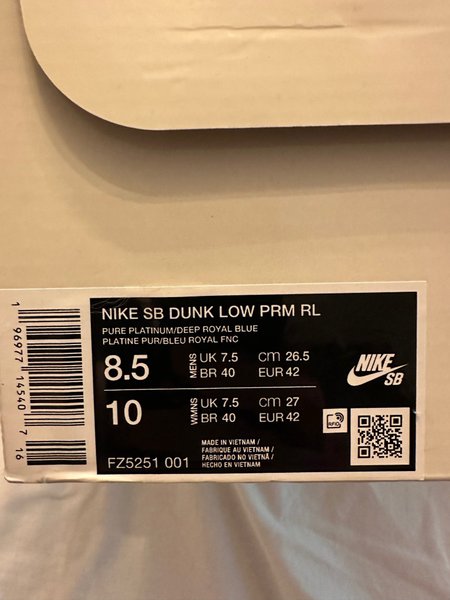 NIKE SB DUNK LOW PRM RL
PURE PLATINUM/DEEP ROYAL BLUE
PLATINE PUR/BLEU ROYAL FNC
8.5 MENS UK 7.5 cm 26.5
BR 40 EUR 42
10 WMNS UK 7.5 cm 27
BR 40 EUR 42
NIKE
SB
RFID
MADE IN VIETNAM /
FABRIQUE AU VIETNAM /
FABRICADO NO VIETNÃ /
HECHO EN VIETNAM
FZ5251 001
1 96977 14540 7 16